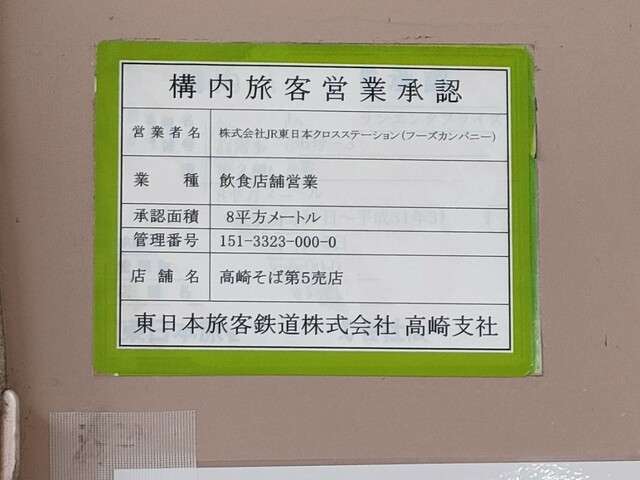 構内旅客営業承認
営業者名 株式会社JR東日本クロスステーション(フーズカンパニー)
業種 飲食店舗営業
承認面積 8平方メートル
管理番号 151-3323-000-0
店舗名 高崎そば第5売店
東日本旅客鉄道株式会社 高崎支社